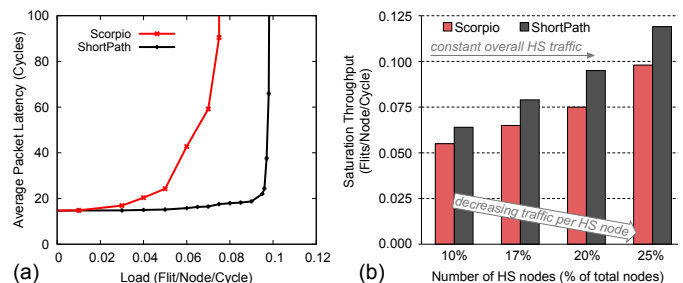 100
80
60
40
20
0
Average Packet Latency (Cycles)
Scorpio
ShortPath
0 0.02 0.04 0.06 0.08 0.1 0.12
Load (Flit/Node/Cycle)
(a)
Scorpio ShortPath
0.125
0.100
0.075
0.050
0.025
0.000
Saturation Throughput
(Flits/Node/Cycle)
constant overall HS traffic
decreasing traffic per HS node
10% 17% 20% 25%
Number of HS nodes (% of total nodes)
(b)